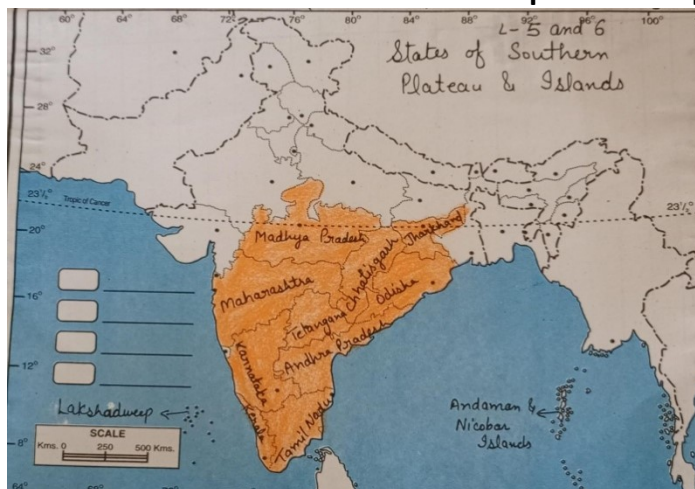 60° 68° 72° 76° 80° 84° 88° 92° 96° 100°
L-5 and 6
States of Southern
Plateau & Islands
32°
28°
24°
23½°
Tropic of Cancer
23½°
20°
16°
12°
8°
Madhya Pradesh
Jharkhand
Chhatisgarh
Maharashtra
Odisha
Telangana
Andhra Pradesh
Karnataka
Kerala
Tamil Nadu
Lakshadweep
Andaman &
Nicobar
Islands
SCALE
Kms. 0 250 500 Kms.